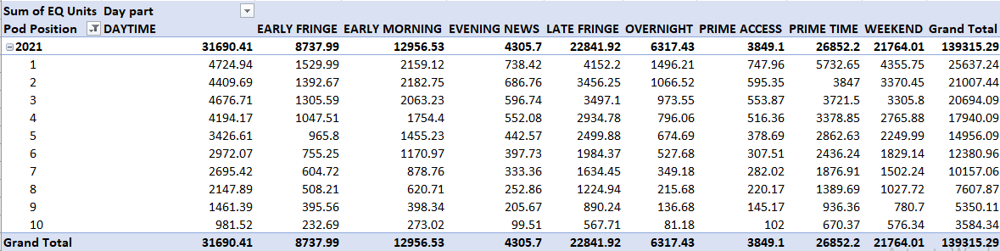 Sum of EQ Units Day part
Pod Position DAYTIME EARLY FRINGE EARLY MORNING EVENING NEWS LATE FRINGE OVERNIGHT PRIME ACCESS PRIME TIME WEEKEND Grand Total
2021 31690.41 8737.99 12956.53 4305.7 22841.92 6317.43 3849.1 26852.2 21764.01 139315.29
1 4724.94 1529.99 2159.12 738.42 4152.2 1496.21 747.96 5732.65 4355.75 25637.24
2 4409.69 1392.67 2182.75 686.76 3456.25 1066.52 595.35 3847 3370.45 21007.44
3 4676.71 1305.59 2063.23 596.74 3497.1 973.55 553.87 3721.5 3305.8 20694.09
4 4194.17 1047.51 1754.4 552.08 2934.78 796.06 516.36 3378.85 2765.88 17940.09
5 3426.61 965.8 1455.23 442.57 2499.88 674.69 378.69 2862.63 2249.99 14956.09
6 2972.07 755.25 1170.97 397.73 1984.37 527.68 307.51 2436.24 1829.14 12380.96
7 2695.42 604.72 878.76 333.36 1634.45 349.18 282.02 1876.91 1502.24 10157.06
8 2147.89 508.21 620.71 252.86 1224.94 215.68 220.17 1389.69 1027.72 7607.87
9 1461.39 395.56 398.34 205.67 890.24 136.68 145.17 936.36 780.7 5350.11
10 981.52 232.69 273.02 99.51 567.71 81.18 102 670.37 576.34 3584.34
Grand Total 31690.41 8737.99 12956.53 4305.7 22841.92 6317.43 3849.1 26852.2 21764.01 139315.29